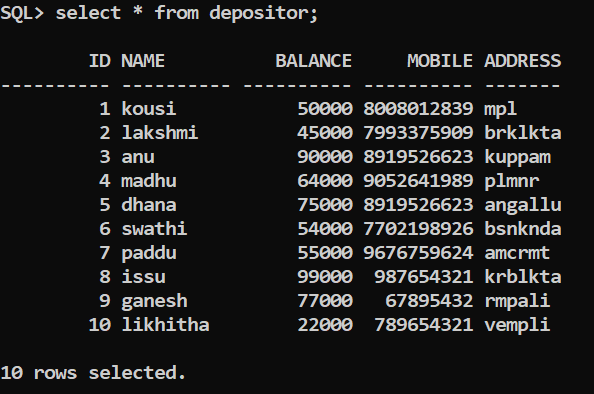 SQL> select * from depositor;
ID NAME BALANCE MOBILE ADDRESS
---------- ---------- ---------- ---------- -------
1 kousi 50000 8008012839 mpl
2 lakshmi 45000 7993375909 brklkta
3 anu 90000 8919526623 kuppam
4 madhu 64000 9052641989 plmnr
5 dhana 75000 8919526623 angallu
6 swathi 54000 7702198926 bsnknda
7 paddu 55000 9676759624 amcrmt
8 issu 99000 987654321 krblkta
9 ganesh 77000 67895432 rmpali
10 likhitha 22000 789654321 vempli
10 rows selected.